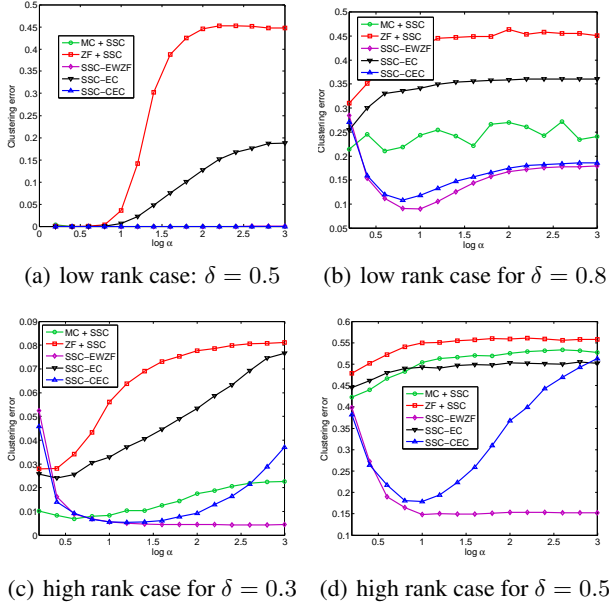 0.5
0.45
0.4
0.35
0.3
0.25
0.2
0.15
0.1
0.05
0
Clustering error
MC + SSC
ZF + SSC
SSC−EWZF
SSC−EC
SSC−CEC
0 0.5 1 1.5 2 2.5 3
log α
(a) low rank case: δ = 0.5
0.5
0.45
0.4
0.35
0.3
0.25
0.2
0.15
0.1
0.05
Clustering error
MC + SSC
ZF + SSC
SSC−EWZF
SSC−EC
SSC−CEC
0.5 1 1.5 2 2.5 3
log α
(b) low rank case for δ = 0.8
0.09
0.08
0.07
0.06
0.05
0.04
0.03
0.02
0.01
0
Clustering error
MC + SSC
ZF + SSC
SSC−EWZF
SSC−EC
SSC−CEC
0.5 1 1.5 2 2.5 3
log α
(c) high rank case for δ = 0.3
0.6
0.55
0.5
0.45
0.4
0.35
0.3
0.25
0.2
0.15
0.1
Clustering error
MC + SSC
ZF + SSC
SSC−EWZF
SSC−EC
SSC−CEC
0.5 1 1.5 2 2.5 3
log α
(d) high rank case for δ = 0.5